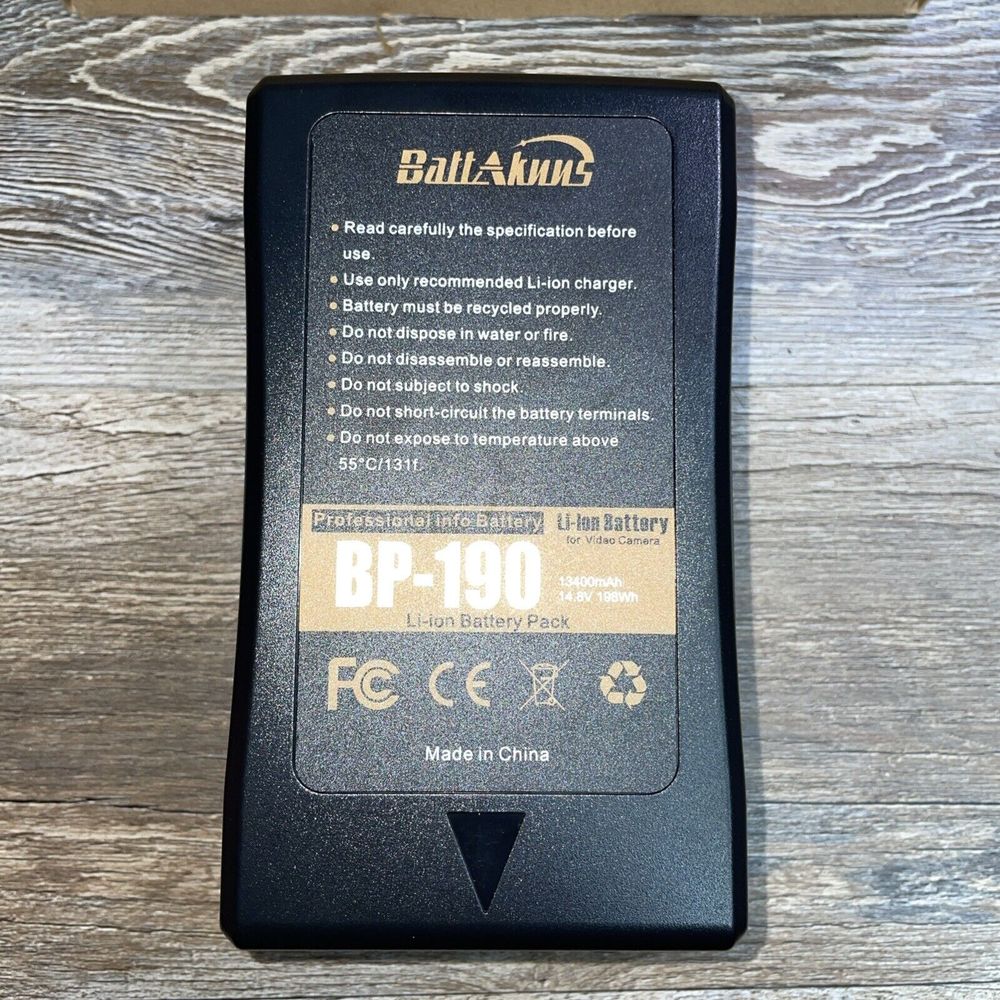 BattAkuus
• Read carefully the specification before
use.
• Use only recommended Li-ion charger.
• Battery must be recycled properly.
• Do not dispose in water or fire.
• Do not disassemble or reassemble.
• Do not subject to shock.
• Do not short-circuit the battery terminals.
• Do not expose to temperature above
55°C/131f.
Professional info Battery Li-Ion Battery
for Video Camera
BP-190 13400mAh
14.8V 198Wh
Li-ion Battery Pack
FC CE
Made in China